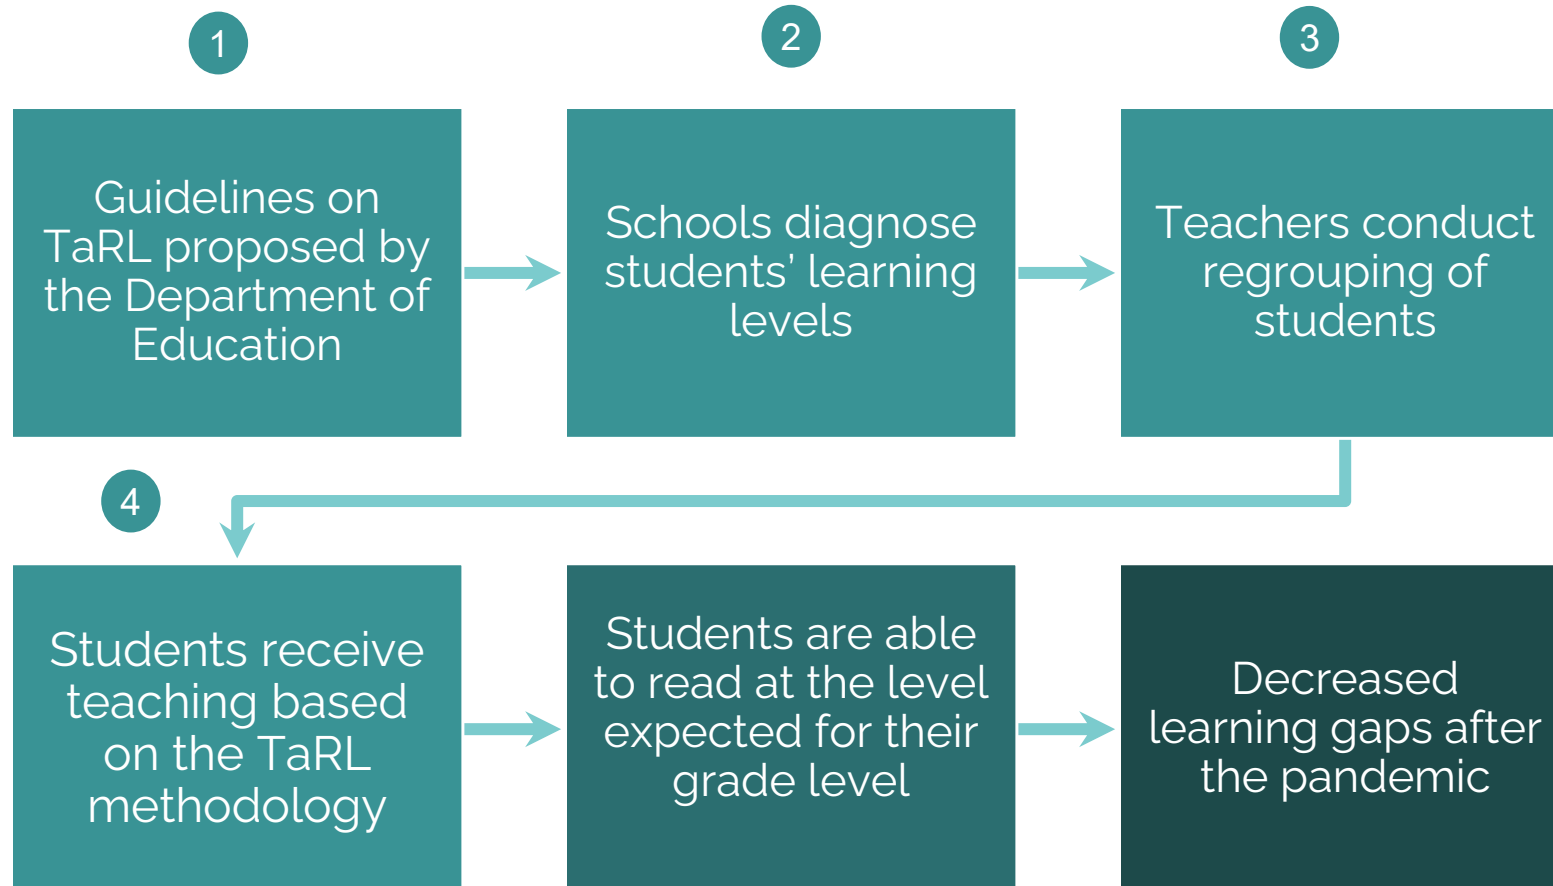 1
2
3
Guidelines on
TaRL proposed by
the Department of
Education
Schools diagnose
students’ learning
levels
Teachers conduct
regrouping of
students
4
Students receive
teaching based
on the TaRL
methodology
Students are able
to read at the level
expected for their
grade level
Decreased
learning gaps after
the pandemic